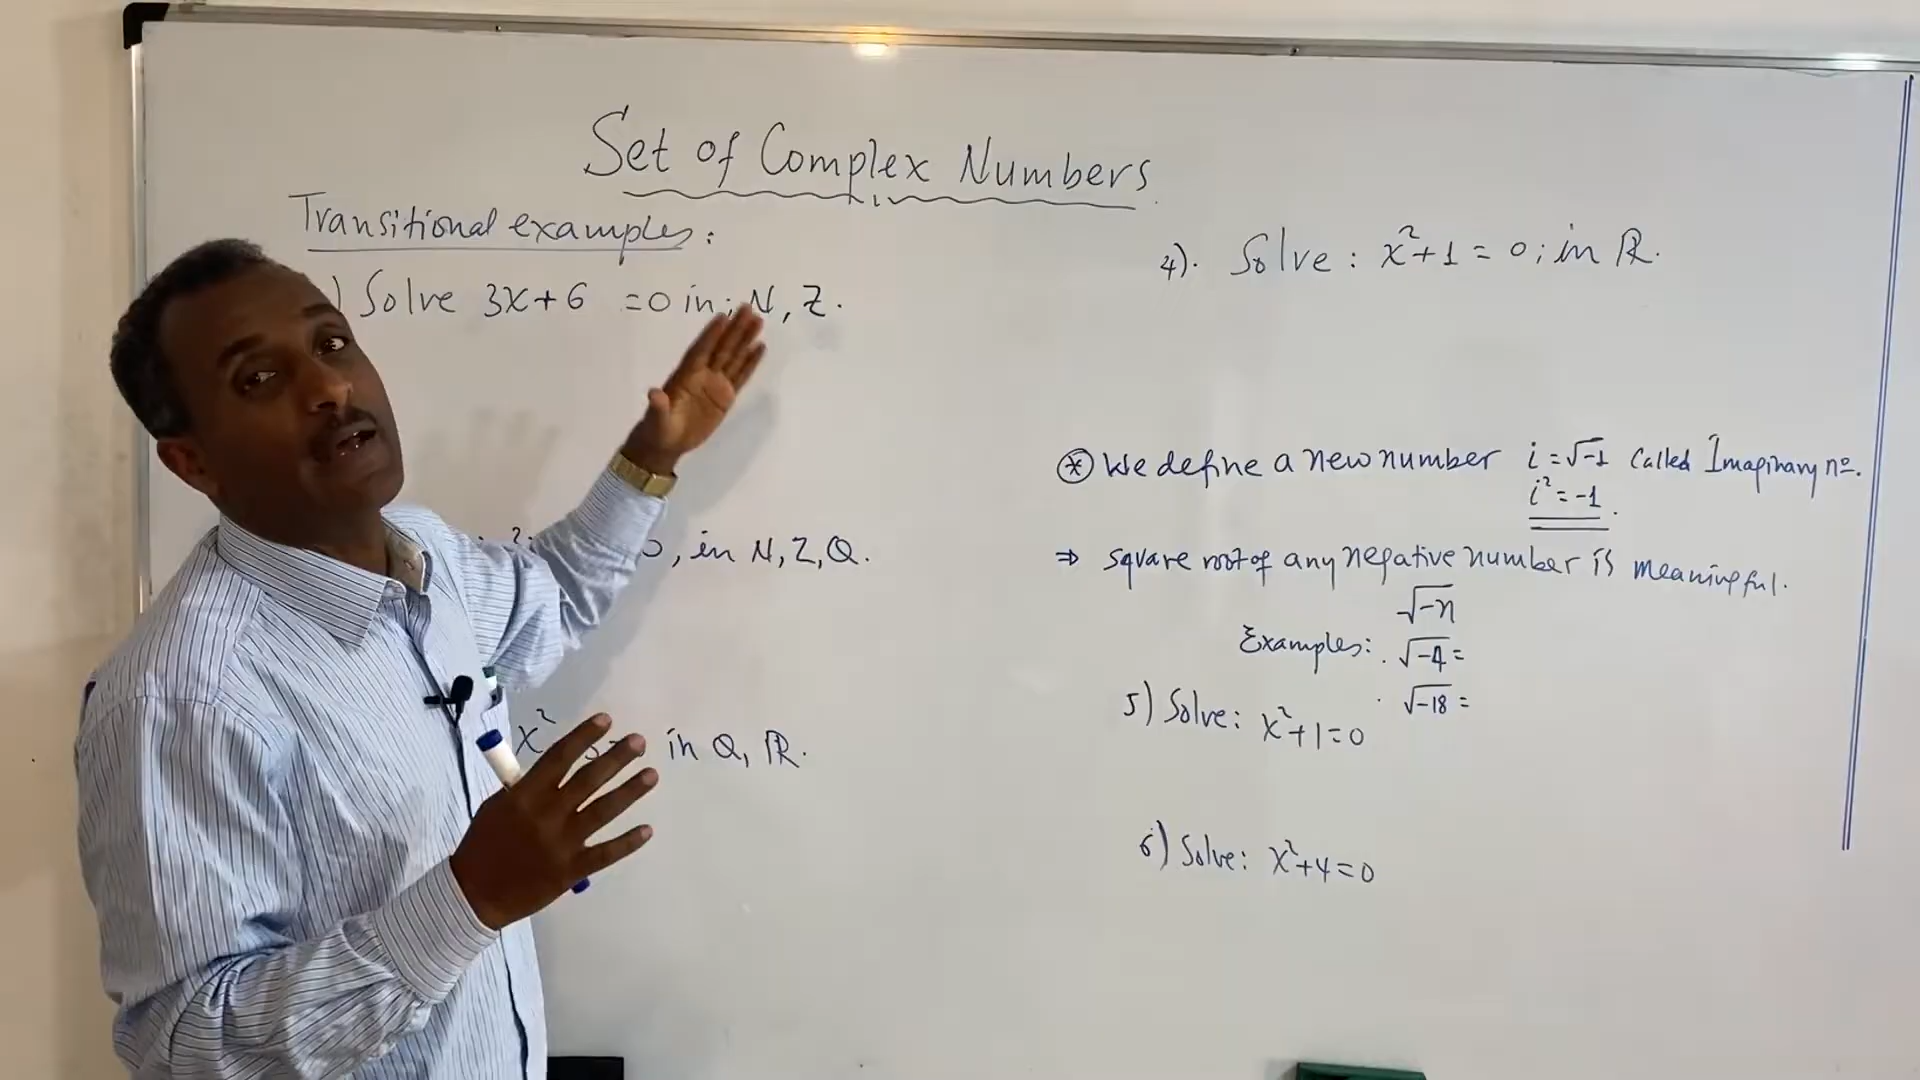 Set of Complex Numbers
Transitional examples:
) Solve 3x+6 =0 in; N, Z.
0, in N, Z, Q.
x² in Q, ℝ.
4). Solve: x²+1=0; in ℝ.
⊛ We define a new number i=√-1 called Imaginary nº.
i²=-1.
⇒ square root of any negative number is meaningful.
√-n
Examples: . √-4 =
. √-18 =
5) Solve: x²+1=0
6) Solve: x²+4=0